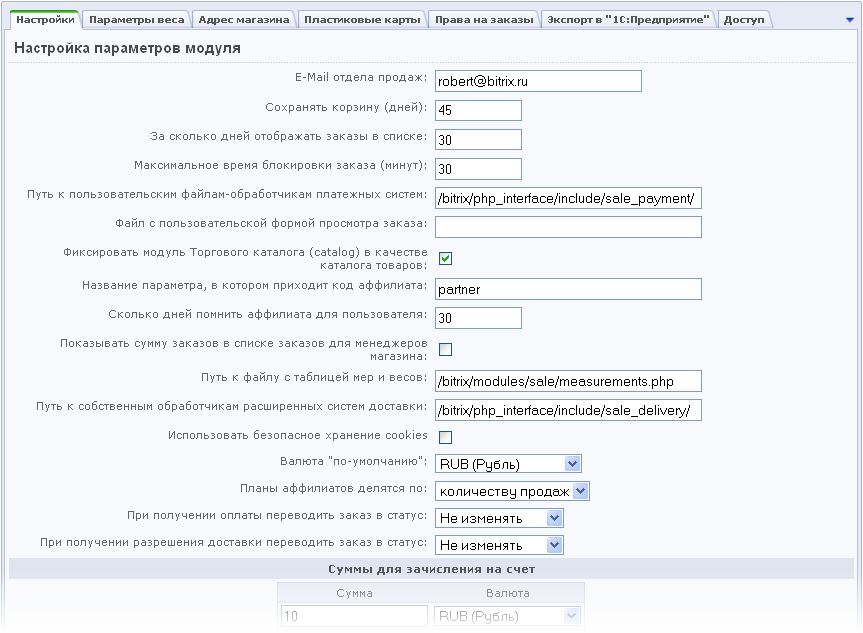 Настройки Параметры веса Адрес магазина Пластиковые карты Права на заказы Экспорт в "1С:Предприятие" Доступ
Настройка параметров модуля
E-Mail отдела продаж: robert@bitrix.ru
Сохранять корзину (дней): 45
За сколько дней отображать заказы в списке: 30
Максимальное время блокировки заказа (минут): 30
Путь к пользовательским файлам-обработчикам платежных систем: /bitrix/php_interface/include/sale_payment/
Файл с пользовательской формой просмотра заказа:
Фиксировать модуль Торгового каталога (catalog) в качестве
каталога товаров:
Название параметра, в котором приходит код аффилиата: partner
Сколько дней помнить аффилиата для пользователя: 30
Показывать сумму заказов в списке заказов для менеджеров
магазина:
Путь к файлу с таблицей мер и весов: /bitrix/modules/sale/measurements.php
Путь к собственным обработчикам расширенных систем доставки: /bitrix/php_interface/include/sale_delivery/
Использовать безопасное хранение cookies
Валюта "по-умолчанию": RUB (Рубль)
Планы аффилиатов делятся по: количеству продаж
При получении оплаты переводить заказ в статус: Не изменять
При получении разрешения доставки переводить заказ в статус: Не изменять
Суммы для зачисления на счет
Сумма Валюта
10 RUB (Рубль)